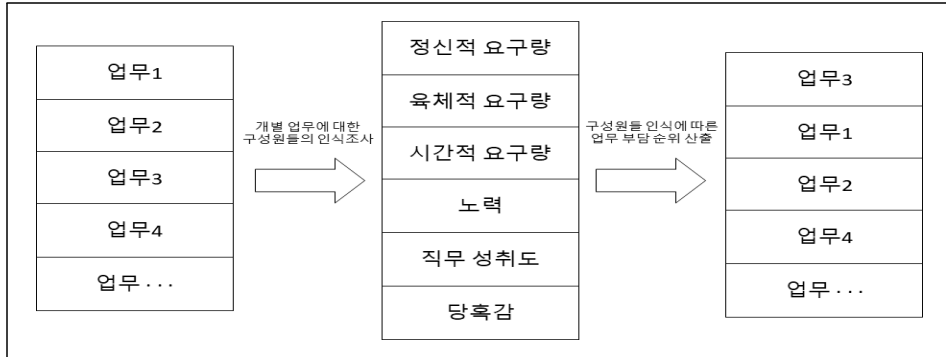 업무1
업무2
업무3
업무4
업무···
개별 업무에 대한
구성원들의 인식조사
정신적 요구량
육체적 요구량
시간적 요구량
노력
직무 성취도
당혹감
구성원들 인식에 따른
업무 부담 순위 산출
업무3
업무1
업무2
업무4
업무···